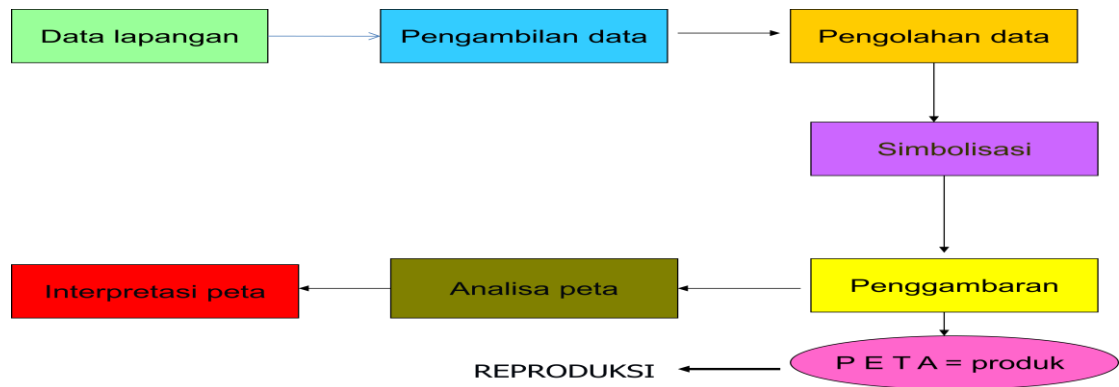 Data lapangan
Pengambilan data
Pengolahan data
Simbolisasi
Penggambaran
Analisa peta
Interpretasi peta
P E T A = produk
REPRODUKSI